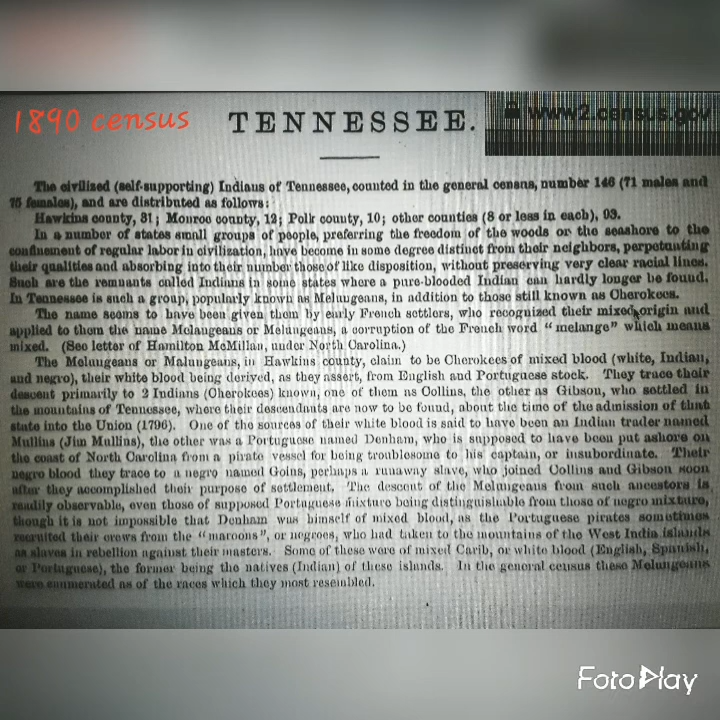 1890 census
TENNESSEE.
www2.census.gov
The civilized (self-supporting) Indians of Tennessee, counted in the general census, number 146 (71 males and
75 females), and are distributed as follows:
Hawkins county, 31; Monroe county, 12; Polk county, 10; other counties (8 or less in each), 93.
In a number of states small groups of people, preferring the freedom of the woods or the seashore to the
confinement of regular labor in civilization, have become in some degree distinct from their neighbors, perpetuating
their qualities and absorbing into their number those of like disposition, without preserving very clear racial lines.
Such are the remnants called Indians in some states where a pure-blooded Indian can hardly longer be found.
In Tennessee is such a group, popularly known as Melungeans, in addition to those still known as Cherokees.
The name seems to have been given them by early French settlers, who recognized their mixed origin and
applied to them the name Melangeans or Melungeans, a corruption of the French word "melange" which means
mixed. (See letter of Hamilton McMillan, under North Carolina.)
The Melungeans or Malungeans, in Hawkins county, claim to be Cherokees of mixed blood (white, Indian,
and negro), their white blood being derived, as they assert, from English and Portuguese stock. They trace their
descent primarily to 2 Indians (Cherokees) known, one of them as Collins, the other as Gibson, who settled in
the mountains of Tennessee, where their descendants are now to be found, about the time of the admission of that
state into the Union (1796). One of the sources of their white blood is said to have been an Indian trader named
Mullins (Jim Mullins), the other was a Portuguese named Denham, who is supposed to have been put ashore on
the coast of North Carolina from a pirate vessel for being troublesome to his captain, or insubordinate. Their
negro blood they trace to a negro named Goins, perhaps a runaway slave, who joined Collins and Gibson soon
after they accomplished their purpose of settlement. The descent of the Melungeans from such ancestors is
readily observable, even those of supposed Portuguese mixture being distinguishable from those of negro mixture,
though it is not impossible that Denham was himself of mixed blood, as the Portuguese pirates sometimes
recruited their crews from the "maroons", or negroes, who had taken to the mountains of the West India islands
as slaves in rebellion against their masters. Some of these were of mixed Carib, or white blood (English, Spanish,
or Portuguese), the former being the natives (Indian) of these islands. In the general census these Melungeans
were enumerated as of the races which they most resembled.
FotoPlay